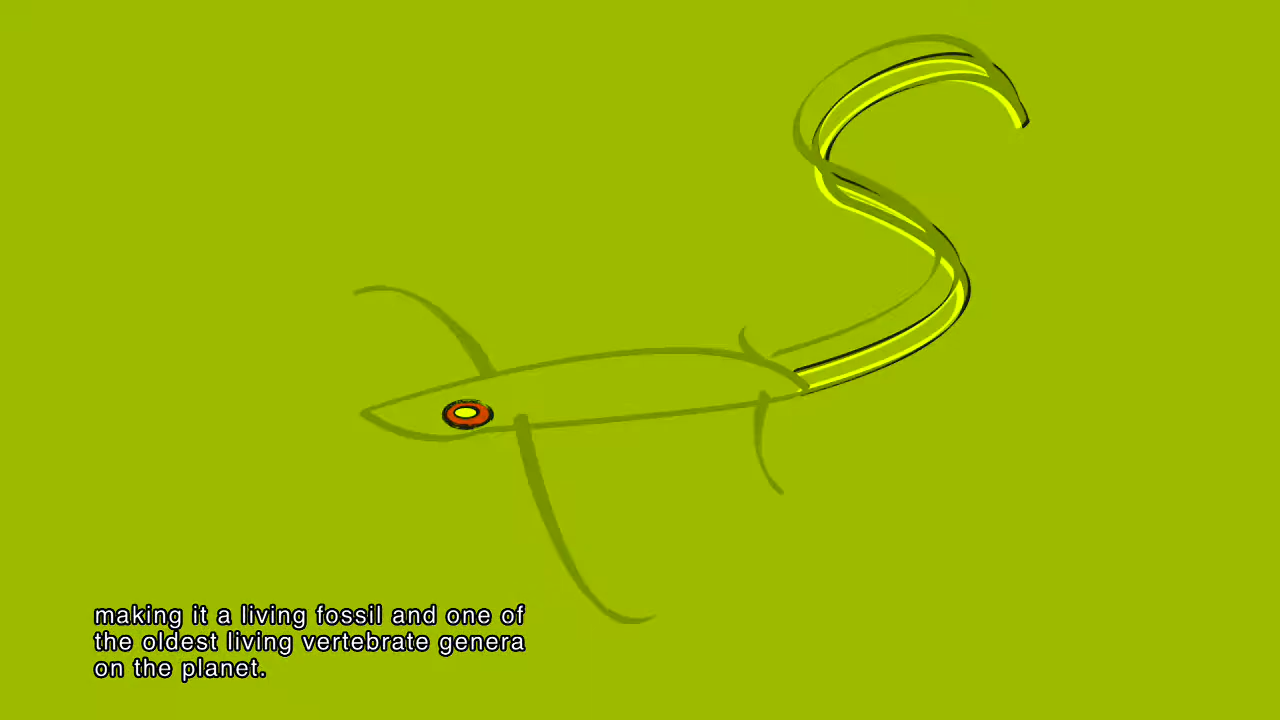 making it a living fossil and one of
the oldest living vertebrate genera
on the planet.